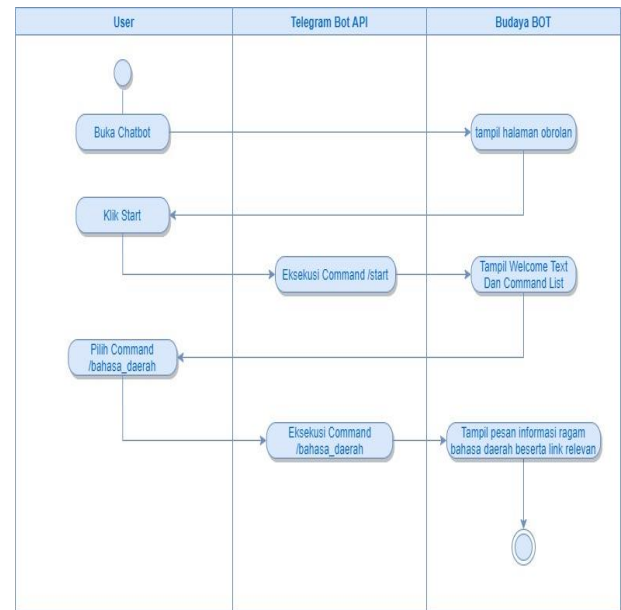 User
Telegram Bot API
Budaya BOT
Buka Chatbot
tampil halaman obrolan
Klik Start
Eksekusi Command /start
Tampil Welcome Text
Dan Command List
Pilih Command
/bahasa_daerah
Eksekusi Command
/bahasa_daerah
Tampil pesan informasi ragam
bahasa daerah beserta link relevan